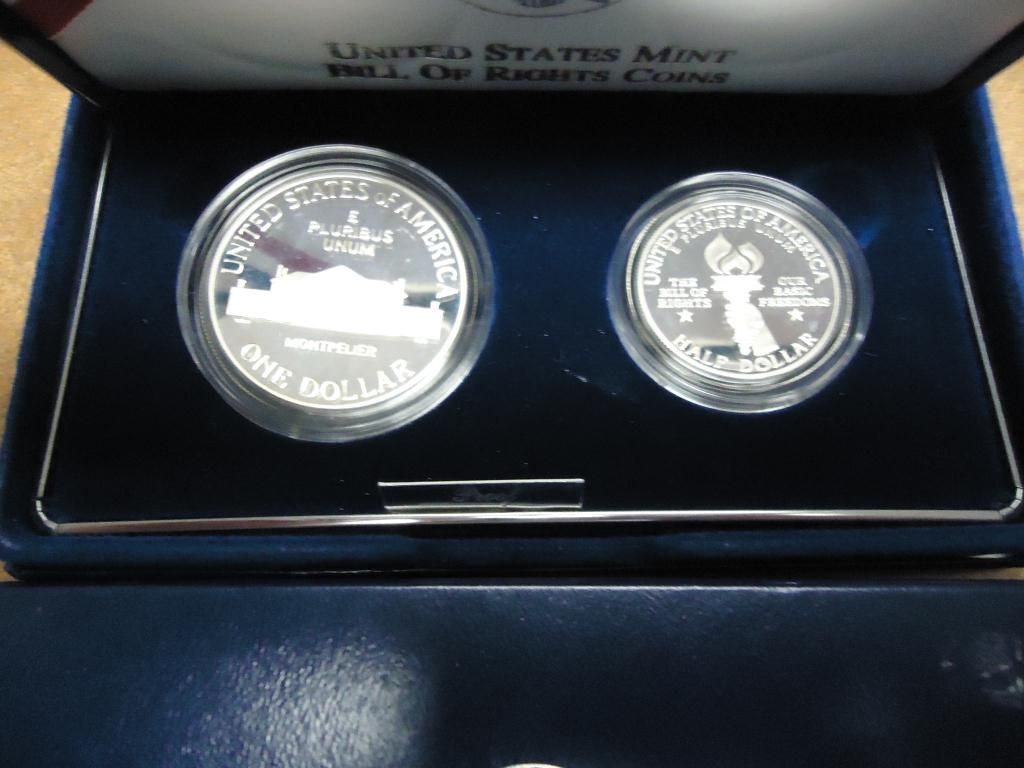 UNITED STATES MINT
BILL OF RIGHTS COINS
UNITED STATES OF AMERICA
E
PLURIBUS
UNUM
MONTPELIER
ONE DOLLAR
UNITED STATES OF AMERICA
PLURIBUS UNUM
THE
BILL OF
RIGHTS
OUR
BASIC
FREEDOMS
HALF DOLLAR
Proof